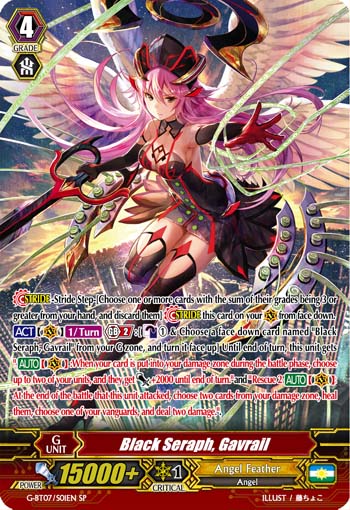 4
GRADE
STRIDE -Stride Step-[Choose one or more cards with the sum of their grades being 3 or
greater from your hand, and discard them] STRIDE this card on your from face down.
ACT ( ) 1/Turn GB 2 :[ ① & Choose a face down card named "Black
Seraph, Gavrail" from your G zone, and turn it face up] Until end of turn, this unit gets
AUTO ( ):When your card is put into your damage zone during the battle phase, choose
up to two of your units, and they get +2000 until end of turn." and "Rescue 2 AUTO ( ):
At the end of the battle that this unit attacked, choose two cards from your damage zone, heal
them, choose one of your vanguards, and deal two damage.".
G
UNIT
Black Seraph, Gavrail
POWER
15000+
1
CRITICAL
Angel Feather
Angel
G-BT07/S01EN SP
ILLUST / 藤ちょこ